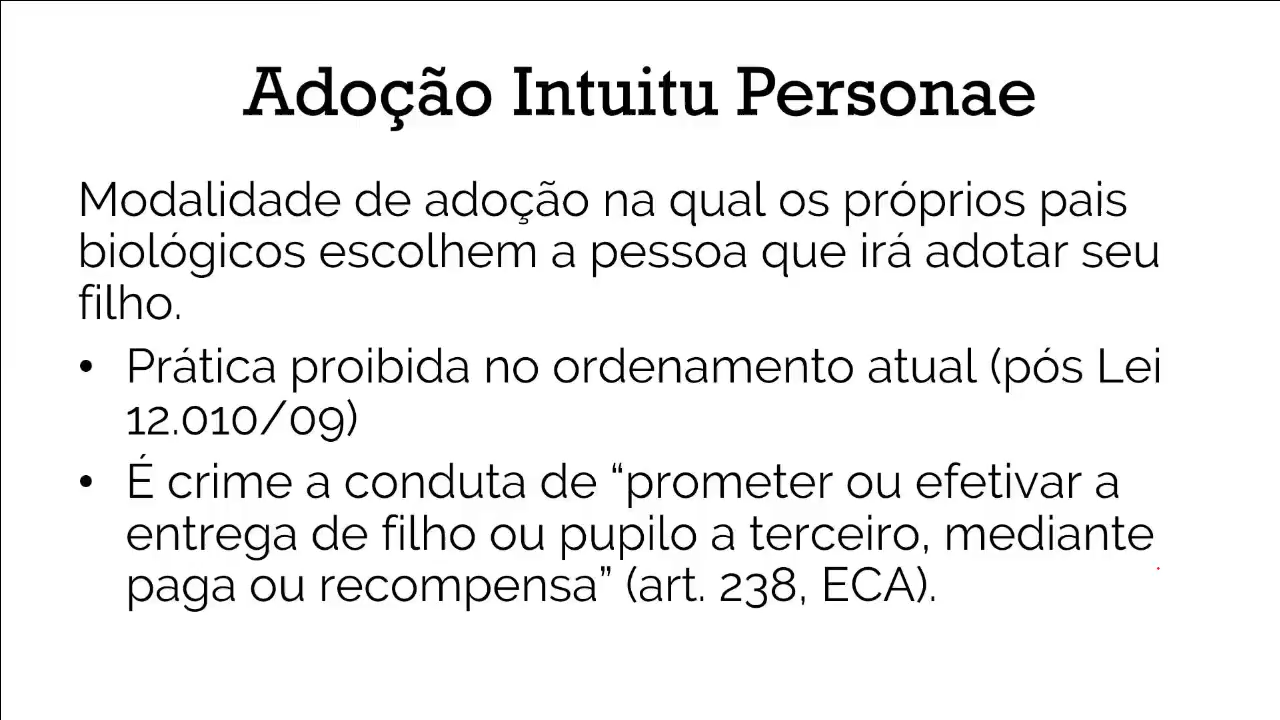 Adoção Intuitu Personae
Modalidade de adoção na qual os próprios pais
biológicos escolhem a pessoa que irá adotar seu
filho.
• Prática proibida no ordenamento atual (pós Lei
12.010/09)
• É crime a conduta de “prometer ou efetivar a
entrega de filho ou pupilo a terceiro, mediante
paga ou recompensa” (art. 238, ECA).